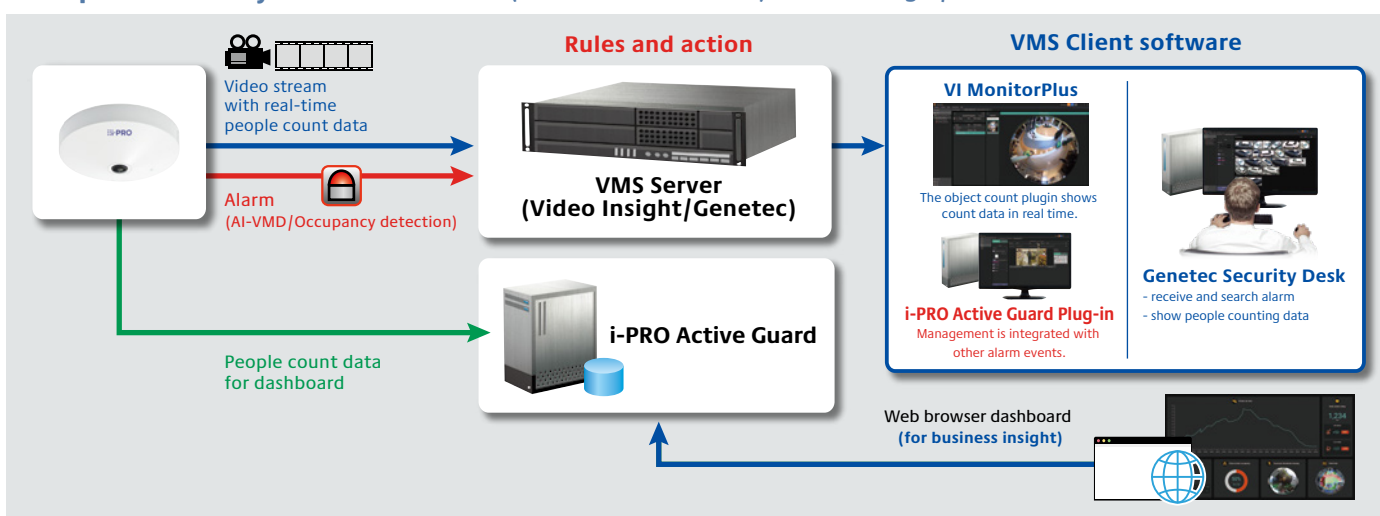 Rules and action
VMS Client software
Video stream
with real-time
people count data
i-PRO
Alarm
(AI-VMD/Occupancy detection)
VMS Server
(Video Insight/Genetec)
VI MonitorPlus
The object count plugin shows
count data in real time.
i-PRO Active Guard Plug-in
Management is integrated with
other alarm events.
Genetec Security Desk
- receive and search alarm
- show people counting data
i-PRO Active Guard
People count data
for dashboard
Web browser dashboard
(for business insight)
1,234